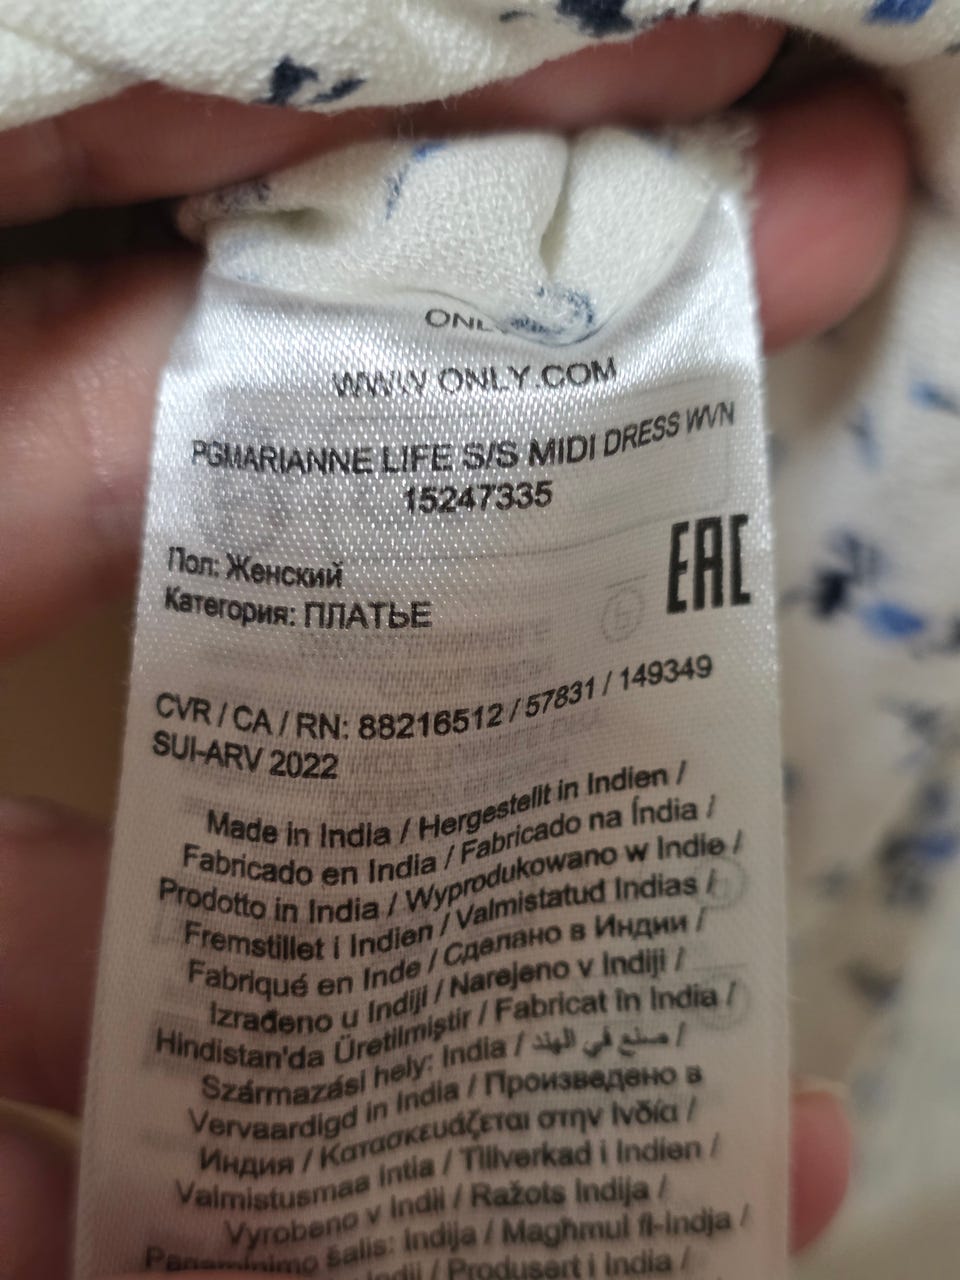 WWW.ONLY.COM
PGMARIANNE LIFE S/S MIDI DRESS WVN
15247335
EAC
Пол: Женский
Категория: ПЛАТЬЕ
CVR / CA / RN: 88216512 / 57831 / 149349
SUI-ARV 2022
Made in India / Hergestellt in Indien /
Fabricado en India / Fabricado na Índia /
Prodotto in India / Wyprodukowano w Indie /
Fremstillet i Indien / Valmistatud Indias /
Fabriqué en Inde / Сделано в Индии /
Izrađeno u Indiji / Narejeno v Indiji /
Hindistan'da Üretilmiştir / Fabricat în India /
Származási hely: India / صنع في الهند /
Vervaardigd in India / Произведено в
Индия / Κατασκευάζεται στην Ινδία /
Valmistusmaa Intia / Tillverkad i Indien /
Vyrobeno v Indii / Ražots Indijā /
šalis: Indija / Maghmul fl-Indja /
/ Produsert i India /